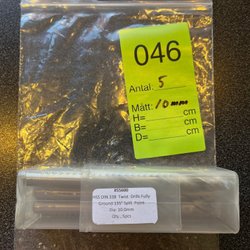 046
Antal: 5
Mått: 10 mm
H= cm
B= cm
D= cm
HSS DIN 338 Twist Drills Fully
Ground 135° Split Point
Dia: 10.0mm
Qty.: 5pcs